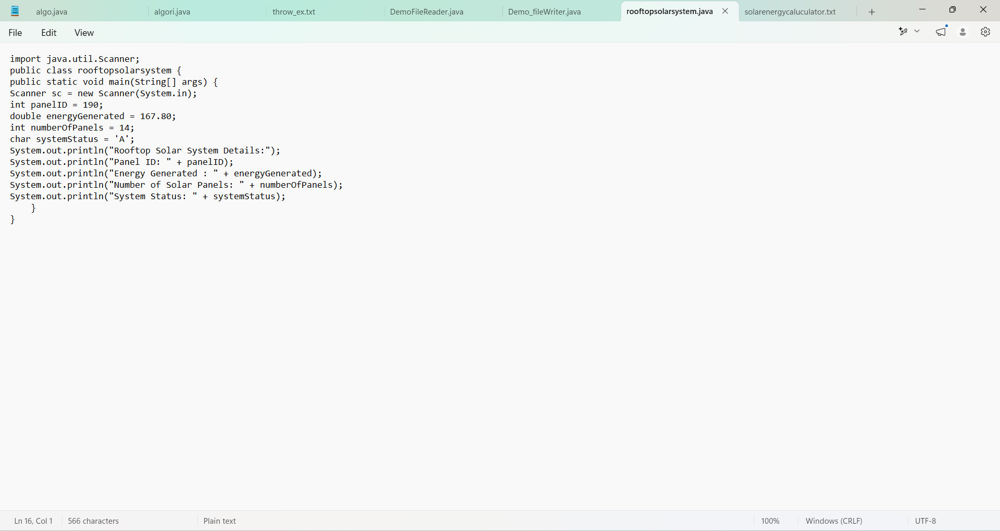 algo.java
algori.java
throw_ex.txt
DemoFileReader.java
Demo_fileWriter.java
rooftopsolarsystem.java
solarenergycaluculator.txt
File
Edit
View
import java.util.Scanner;
public class rooftopsolarsystem {
public static void main(String[] args) {
Scanner sc = new Scanner(System.in);
int panelID = 190;
double energyGenerated = 167.80;
int numberOfPanels = 14;
char systemStatus = 'A';
System.out.println("Rooftop Solar System Details:");
System.out.println("Panel ID: " + panelID);
System.out.println("Energy Generated : " + energyGenerated);
System.out.println("Number of Solar Panels: " + numberOfPanels);
System.out.println("System Status: " + systemStatus);
    }
}
Ln 16, Col 1
566 characters
Plain text
100%
Windows (CRLF)
UTF-8